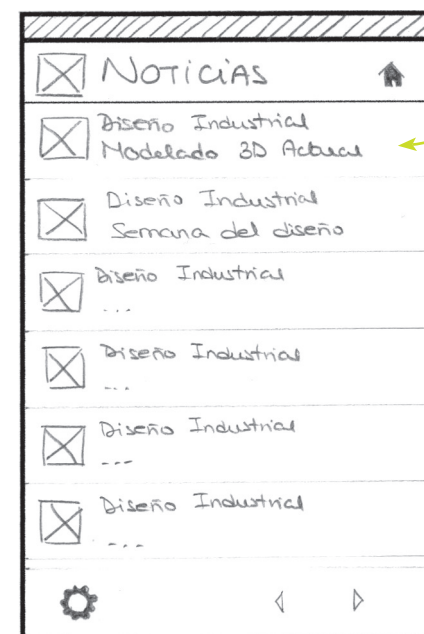 NOTICIAS
Diseño Industrial
Modelado 3D Actual
Diseño Industrial
Semana del diseño
Diseño Industrial
...
Diseño Industrial
...
Diseño Industrial
---
Diseño Industrial
---